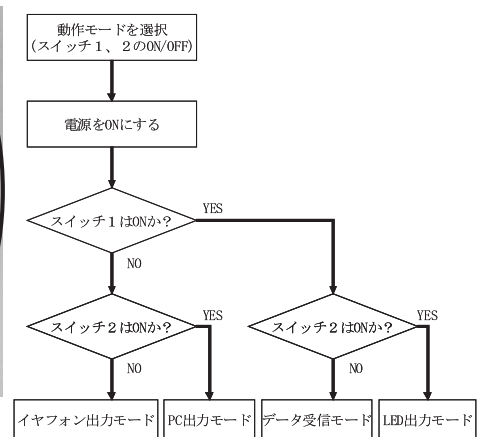 動作モードを選択
(スイッチ１、２のON/OFF)
電源をONにする
スイッチ１はONか？
YES
NO
スイッチ２はONか？
YES
スイッチ２はONか？
YES
NO
NO
イヤフォン出力モード
PC出力モード
データ受信モード
LED出力モード